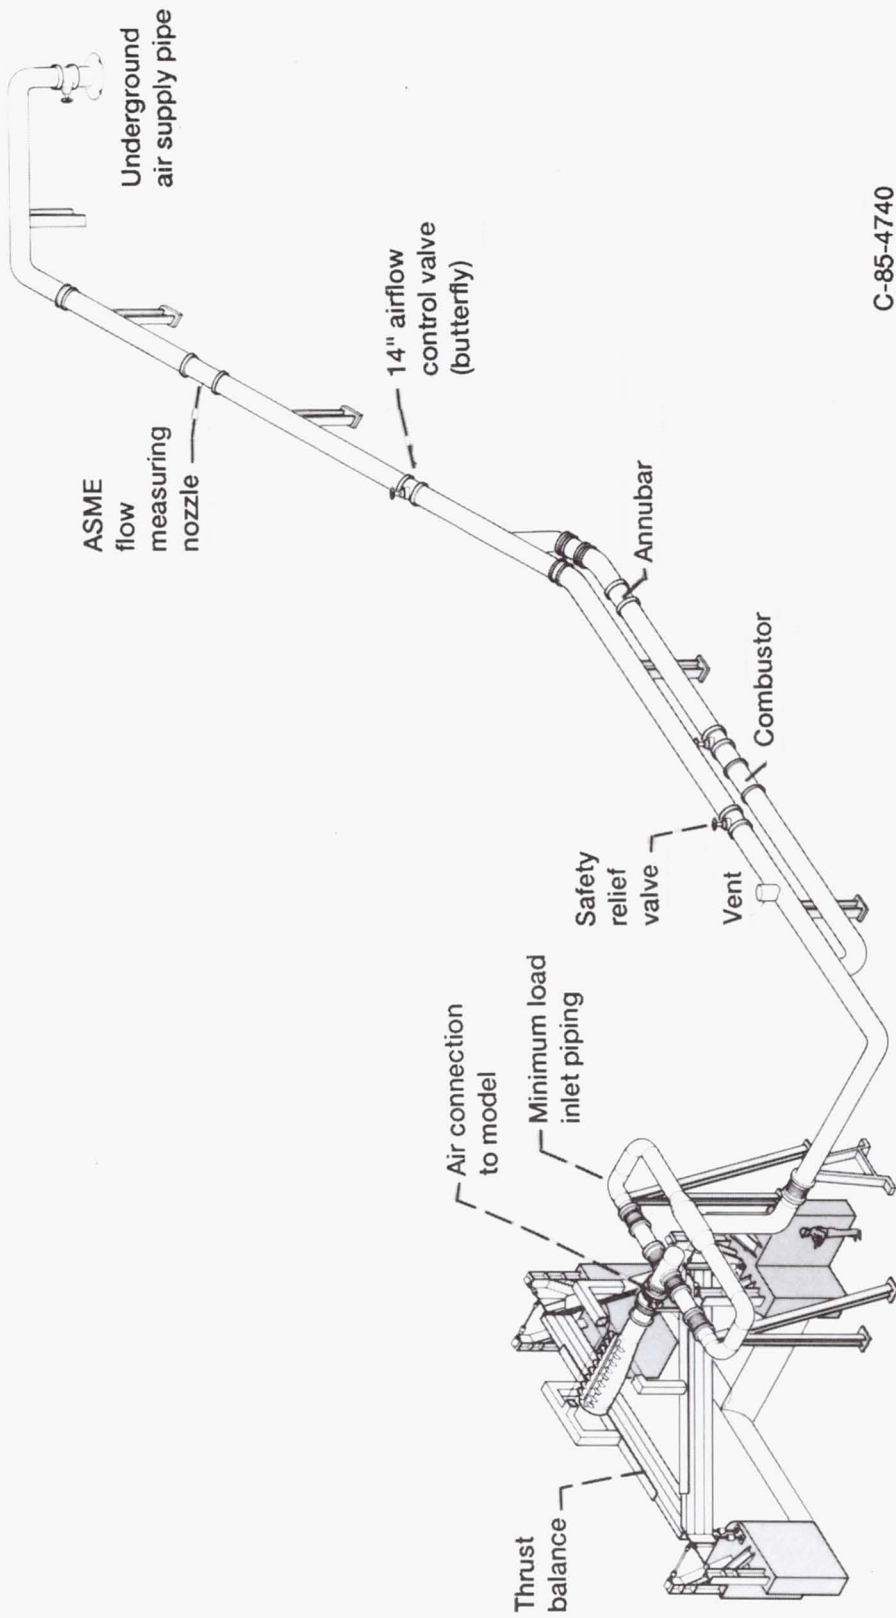 Underground
air supply pipe
ASME
flow
measuring
nozzle
14" airflow
control valve
(butterfly)
Annubar
Combustor
Safety
relief
valve
Vent
Air connection
to model
Minimum load
inlet piping
Thrust
balance
C-85-4740